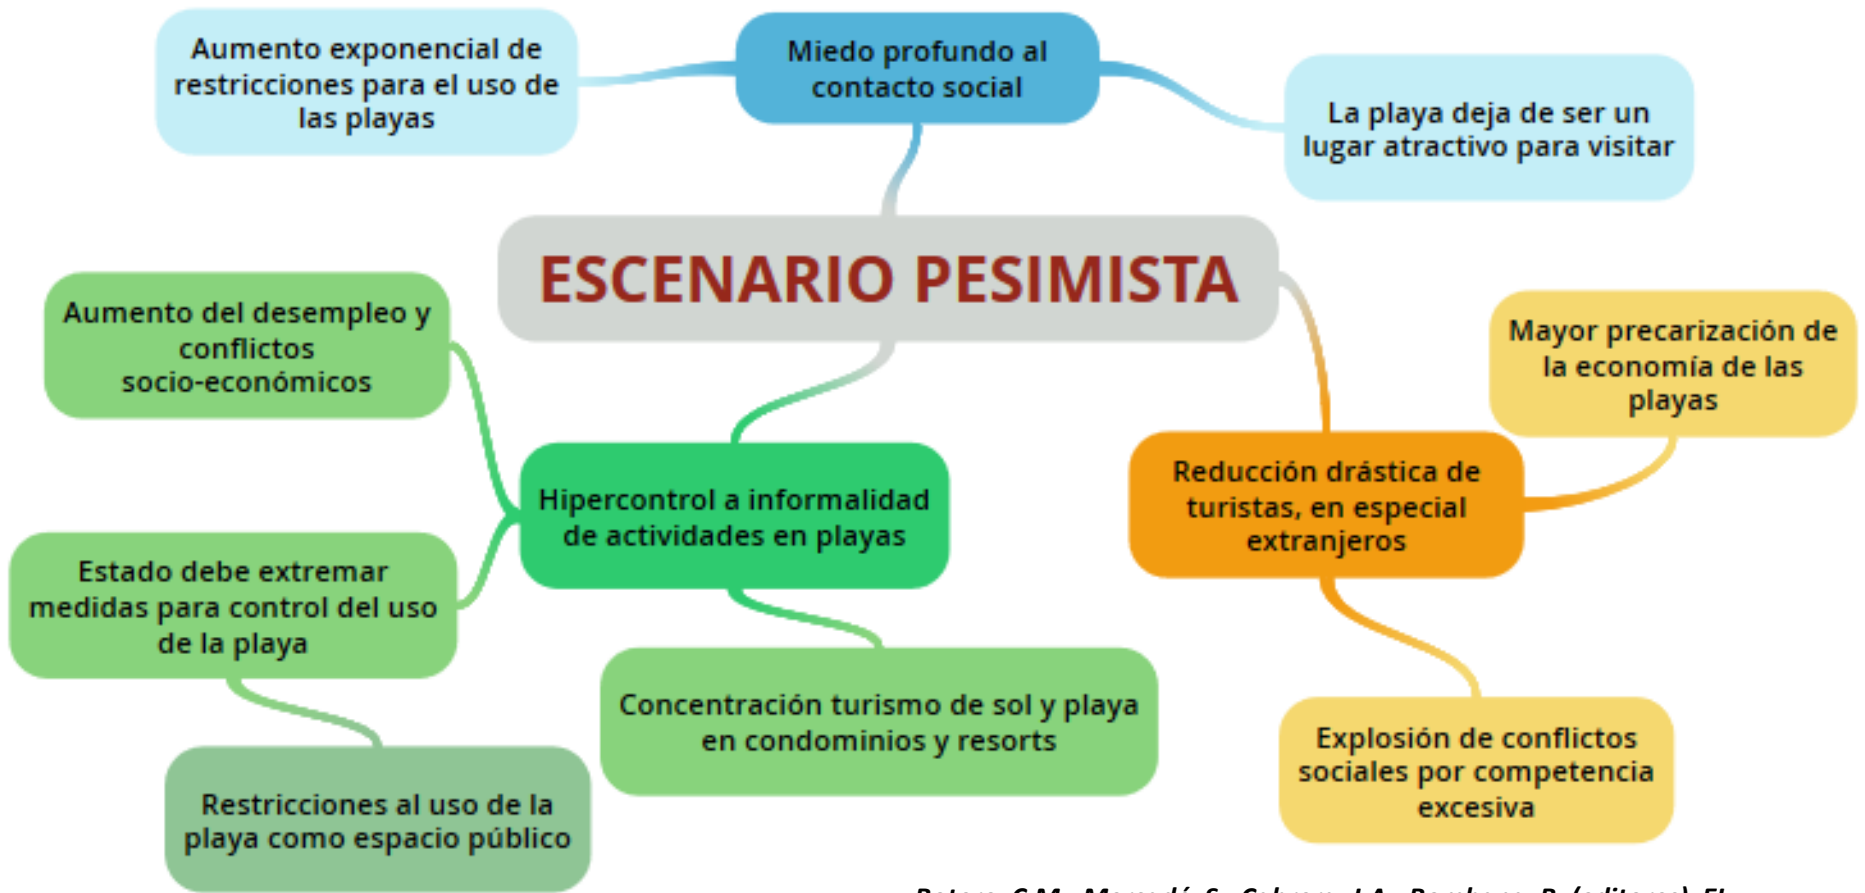 Aumento exponencial de
restricciones para el uso de
las playas
Miedo profundo al
contacto social
La playa deja de ser un
lugar atractivo para visitar
ESCENARIO PESIMISTA
Aumento del desempleo y
conflictos
socio-económicos
Mayor precarización de
la economía de las
playas
Hipercontrol a informalidad
de actividades en playas
Reducción drástica de
turistas, en especial
extranjeros
Estado debe extremar
medidas para control del uso
de la playa
Concentración turismo de sol y playa
en condominios y resorts
Explosión de conflictos
sociales por competencia
excesiva
Restricciones al uso de la
playa como espacio público